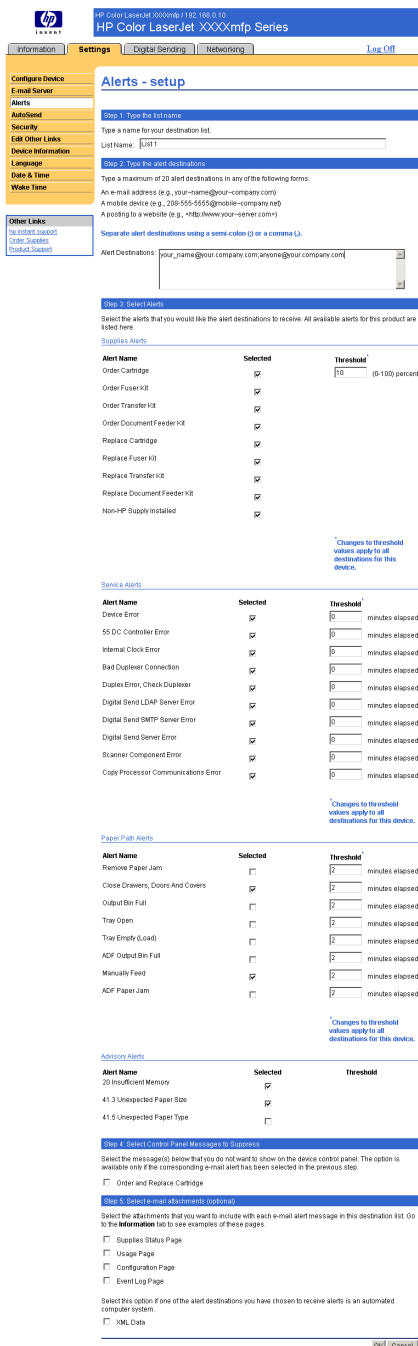 hp
invent
HP Color LaserJet XXXXmfp / 192.168.0.10
HP Color LaserJet XXXXmfp Series
Information
Settings
Digital Sending
Networking
Log Off
Configure Device
E-mail Server
Alerts
AutoSend
Security
Edit Other Links
Device Information
Language
Date & Time
Wake Time
Other Links
hp instant support
Order Supplies
Product Support
Alerts - setup
Step 1: Type the list name
Type a name for your destination list.
List Name: List 1
Step 2: Type the alert destinations
Type a maximum of 20 alert destinations in any of the following forms:
An e-mail address (e.g., your-name@your-company.com)
A mobile device (e.g., 208-555-5555@mobile-company.net)
A posting to a website (e.g., <http://www.your-server.com>)
Separate alert destinations using a semi-colon (;) or a comma (,).
Alert Destinations: your_name@your.company.com;anyone@your.company.com
Step 3: Select Alerts
Select the alerts that you would like the alert destinations to receive. All available alerts for this product are
listed here.
Supplies Alerts
Alert Name Selected Threshold*
Order Cartridge 10 (0-100) percent
Order Fuser Kit
Order Transfer Kit
Order Document Feeder Kit
Replace Cartridge
Replace Fuser Kit
Replace Transfer Kit
Replace Document Feeder Kit
Non-HP Supply Installed
*Changes to threshold
values apply to all
destinations for this
device.
Service Alerts
Alert Name Selected Threshold*
Device Error 0 minutes elapsed
55 DC Controller Error 0 minutes elapsed
Internal Clock Error 0 minutes elapsed
Bad Duplexer Connection 0 minutes elapsed
Duplex Error, Check Duplexer 0 minutes elapsed
Digital Send LDAP Server Error 0 minutes elapsed
Digital Send SMTP Server Error 0 minutes elapsed
Digital Send Server Error 0 minutes elapsed
Scanner Component Error 0 minutes elapsed
Copy Processor Communications Error 0 minutes elapsed
*Changes to threshold
values apply to all
destinations for this device.
Paper Path Alerts
Alert Name Selected Threshold*
Remove Paper Jam 2 minutes elapsed
Close Drawers, Doors And Covers 2 minutes elapsed
Output Bin Full 2 minutes elapsed
Tray Open 2 minutes elapsed
Tray Empty (Load) 2 minutes elapsed
ADF Output Bin Full 2 minutes elapsed
Manually Feed 2 minutes elapsed
ADF Paper Jam 2 minutes elapsed
*Changes to threshold
values apply to all
destinations for this device.
Advisory Alerts
Alert Name Selected Threshold
20 Insufficient Memory
41.3 Unexpected Paper Size
41.5 Unexpected Paper Type
Step 4: Select Control Panel Messages to Suppress
Select the message(s) below that you do not want to show on the device control panel. The option is
available only if the corresponding e-mail alert has been selected in the previous step.
Order and Replace Cartridge
Step 5: Select e-mail attachments (optional)
Select the attachments that you want to include with each e-mail alert message in this destination list. Go
to the Information tab to see examples of these pages.
Supplies Status Page
Usage Page
Configuration Page
Event Log Page
Select this option if one of the alert destinations you have chosen to receive alerts is an automated
computer system.
XML Data
OK Cancel